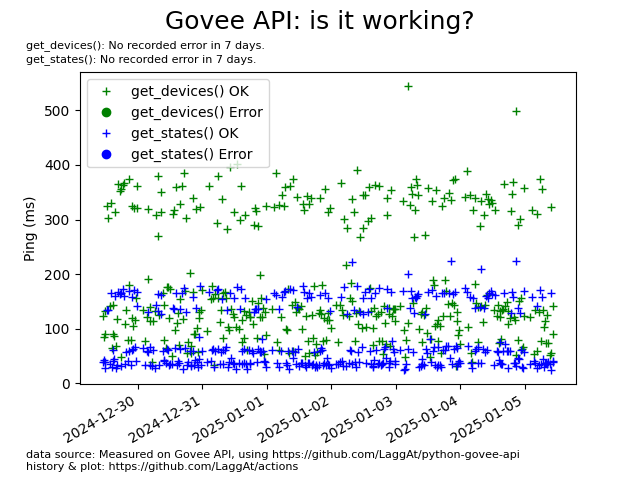 Govee API: is it working?
get_devices(): No recorded error in 7 days.
get_states(): No recorded error in 7 days.
get_devices() OK
get_devices() Error
get_states() OK
get_states() Error
Ping (ms)
500
400
300
200
100
0
2024-12-30
2024-12-31
2025-01-01
2025-01-02
2025-01-03
2025-01-04
2025-01-05
data source: Measured on Govee API, using https://github.com/LaggAt/python-govee-api
history & plot: https://github.com/LaggAt/actions